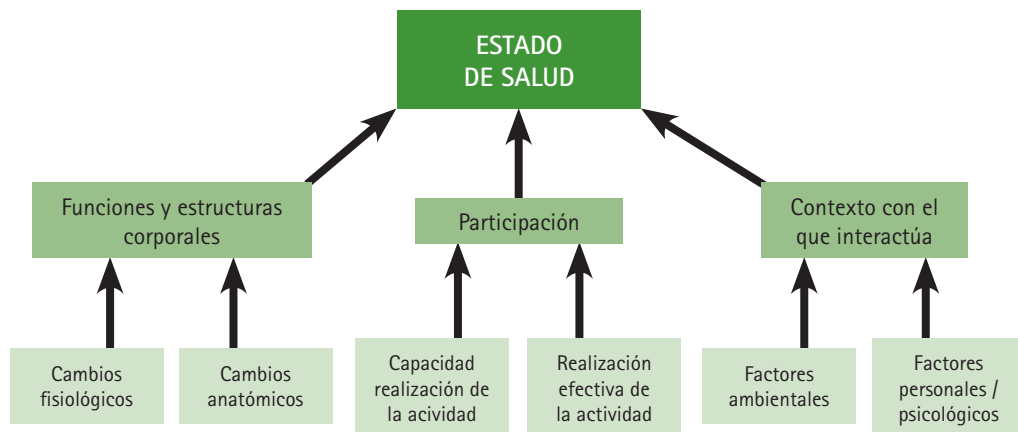 ESTADO
DE SALUD
Funciones y estructuras
corporales
Participación
Contexto con el
que interactúa
Cambios
fisiológicos
Cambios
anatómicos
Capacidad
realización de
la acividad
Realización
efectiva de
la actividad
Factores
ambientales
Factores
personales /
psicológicos